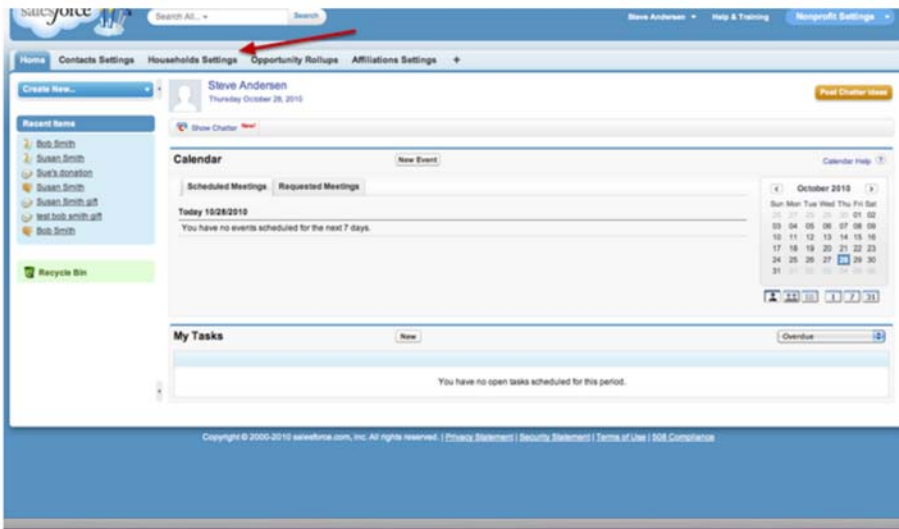 salesforce
Search All...
Search
Steve Andersen
Help & Training
Nonprofit Settings
Home Contacts Settings Households Settings Opportunity Rollups Affiliations Settings +
Create New...
Recent Items
Bob Smith
Susan Smith
Sue's donation
Susan Smith
Susan Smith gift
test bob smith gift
Bob Smith
Recycle Bin
Steve Andersen
Thursday October 28, 2010
Post Chatter Ideas
Show Chatter New!
Calendar
New Event
Calendar Help ?
Scheduled Meetings Requested Meetings
Today 10/28/2010
You have no events scheduled for the next 7 days.
October 2010
Sun Mon Tue Wed Thu Fri Sat
01 02
03 04 05 06 07 08 09
10 11 12 13 14 15 16
17 18 19 20 21 22 23
24 25 26 27 28 29 30
31
1 7 31
My Tasks
New
Overdue
You have no open tasks scheduled for this period.
Copyright © 2000-2010 salesforce.com, inc. All rights reserved. | Privacy Statement | Security Statement | Terms of Use | 508 Compliance